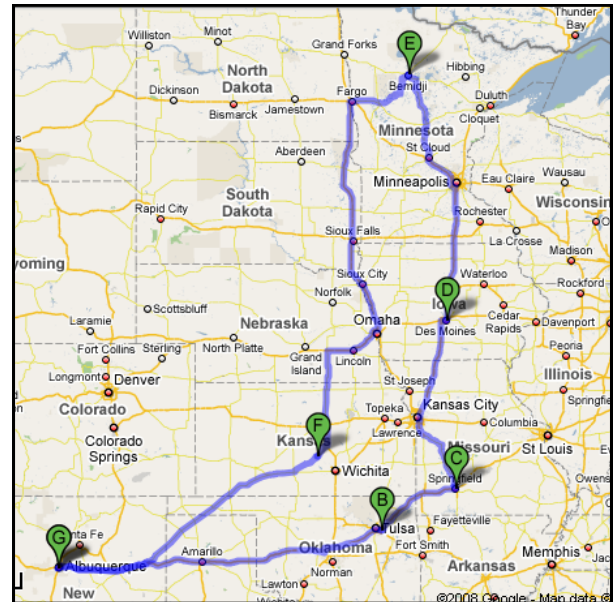 Thunder
Bay
Williston
Minot
Grand Forks
E
Hibbing
Bemidji
North
Dakota
Dickinson
Bismarck
Jamestown
Fargo
Duluth
Cloquet
Minnesota
Aberdeen
St Cloud
Minneapolis
Eau Claire
Wausau
South
Dakota
Rapid City
Rochester
Wisconsin
La Crosse
Sioux Falls
Madison
yoming
Sioux City
Waterloo
Rockford
Norfolk
D
Iowa
Scottsbluff
Cedar
Rapids
Davenport
Laramie
Nebraska
Omaha
Des Moines
Fort Collins
Sterling
North Platte
Grand
Island
Lincoln
Peoria
Longmont
Denver
St Joseph
Illinois
Colorado
Topeka
Kansas City
Springfie
Colorado
Springs
F
Kansas
Lawrence
Columbia
Missouri
St Louis
Wichita
C
Springfield
Owens
B
Tulsa
Fayetteville
G
nta Fe
Albuquerque
Amarillo
Oklahoma
Fort Smith
Memphis
Jac
New
Lawton
Norman
Arkansas
©2008 Google - Map data ©